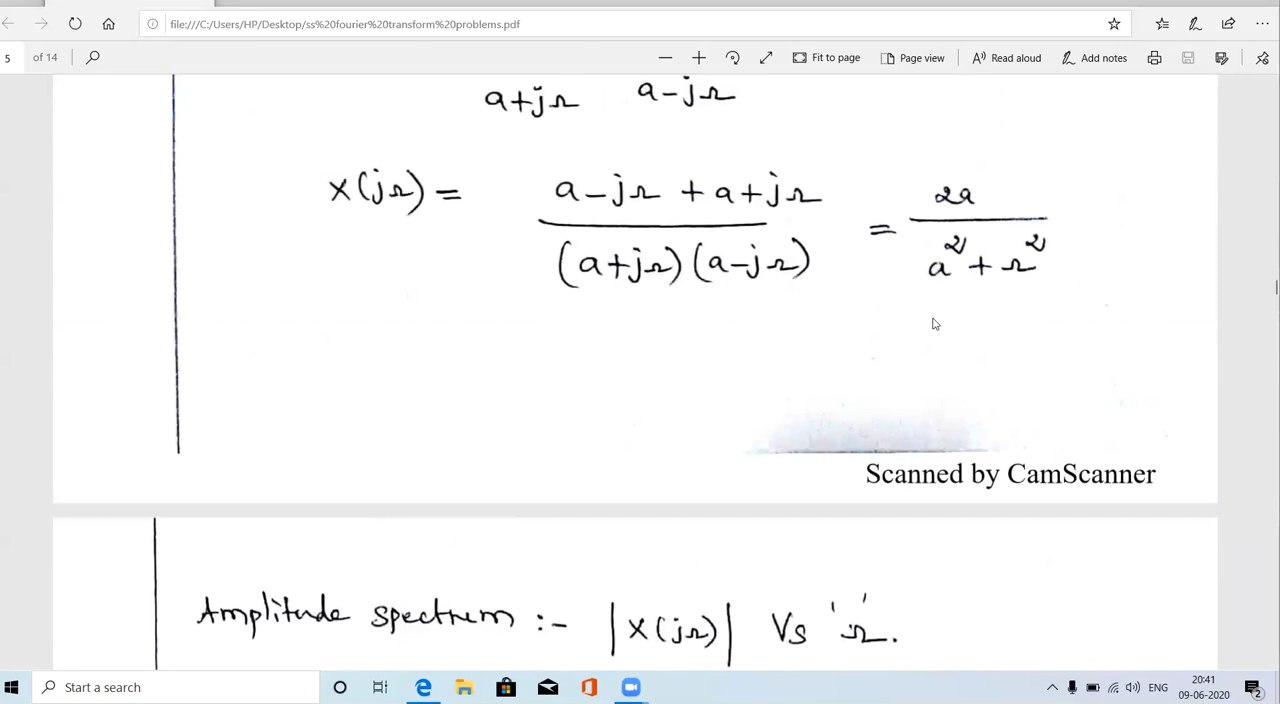 file:///C:/Users/HP/Desktop/ss%20fourier%20transform%20problems.pdf
5 of 14
Fit to page
Page view
Read aloud
Add notes
a+jΩ a-jΩ
X(jΩ) = a-jΩ + a+jΩ / (a+jΩ)(a-jΩ) = 2a / a²+Ω²
Scanned by CamScanner
Amplitude spectrum :- |X(jΩ)| Vs 'Ω'.
Start a search
ENG
20:41
09-06-2020
2